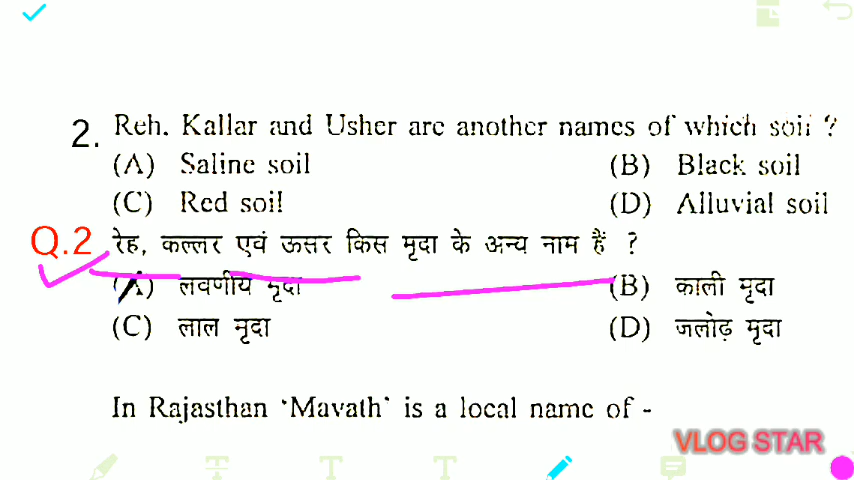 2. Reh, Kallar and Usher are another names of which soil ?
(A) Saline soil (B) Black soil
(C) Red soil (D) Alluvial soil
Q.2 रेह, कल्लर एवं ऊसर किस मृदा के अन्य नाम हैं ?
(A) लवणीय मृदा (B) काली मृदा
(C) लाल मृदा (D) जलोढ़ मृदा
In Rajasthan ‘Mavath’ is a local name of -
VLOG STAR